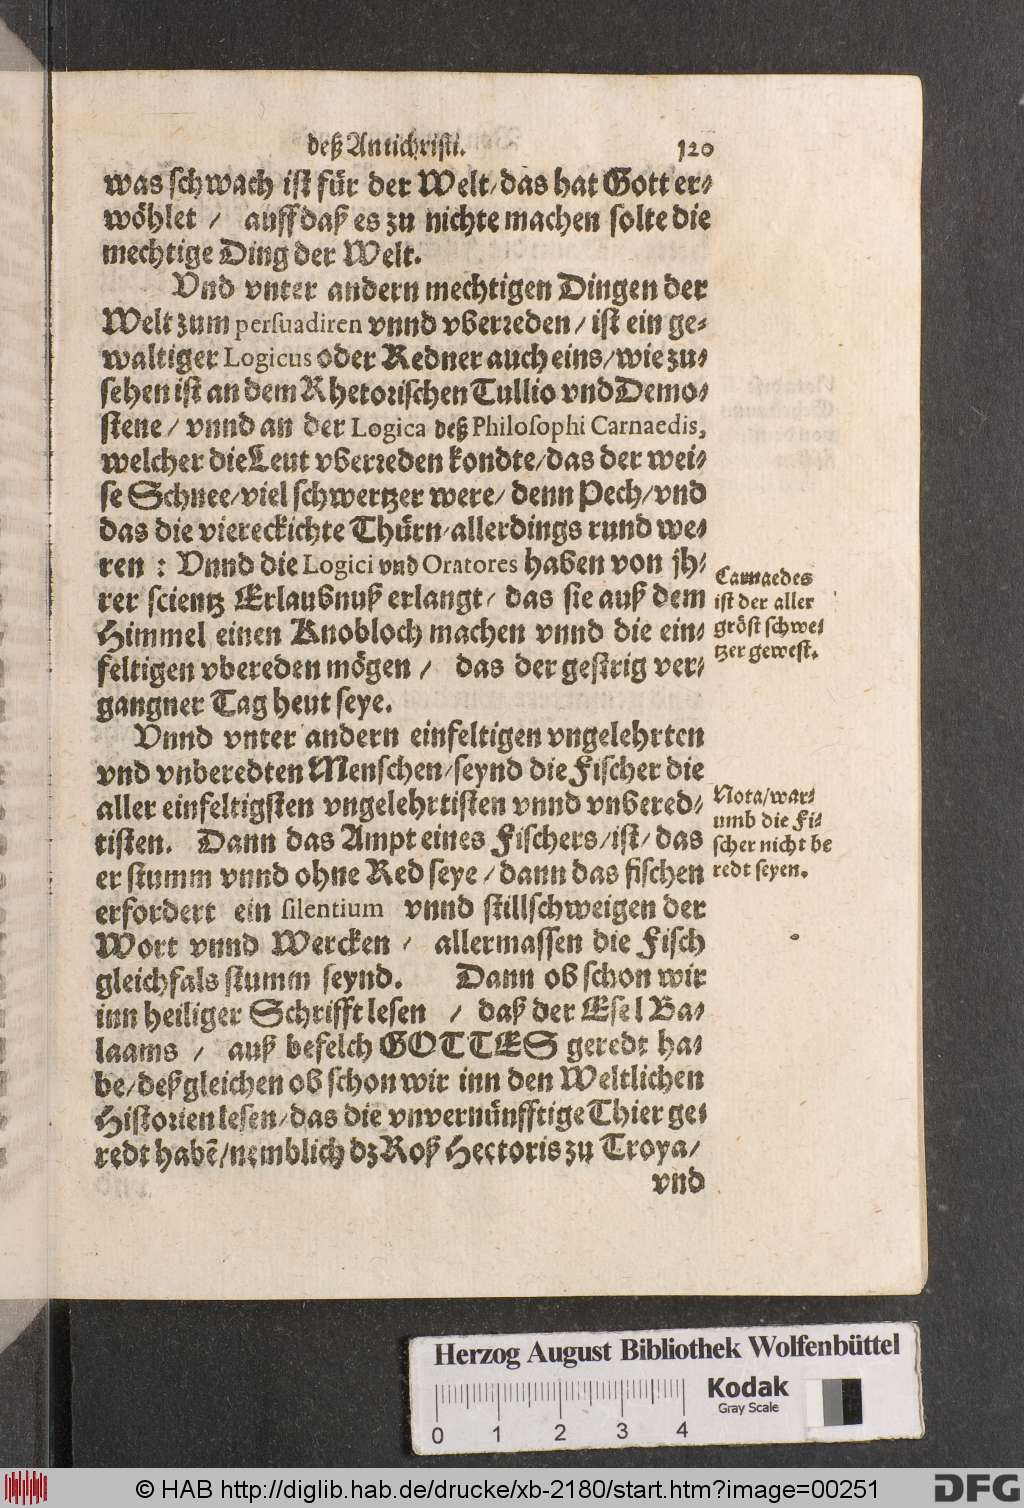 deß Antichristi. 120
was schwach ist für der Welt/das hat Gott er-
wöhlet / auff daß es zu nichte machen solte die
mechtige Ding der Welt.
Vnd vnter andern mechtigen Dingen der
Welt zum persuadiren vnnd vberreden / ist ein ge-
waltiger Logicus oder Redner auch eins/wie zu-
sehen ist an dem Rhetorischen Tullio vnd Demo-
stene / vnnd an der Logica deß Philosophi Carnaedis,
welcher die Leut vberreden kondte/das der wei-
se Schnee/viel schwertzer were/ denn Pech/vnd
das die viereckichte Thürn/allerdings rund we-
ren : Vnnd die Logici vnd Oratores haben von jh-
rer scientz Erlaubnuß erlangt/ das sie auß dem
Himmel einen Knobloch machen vnnd die ein-
feltigen vbereden mögen / das der gestrig ver-
gangner Tag heut seye.
Carnaedes
ist der aller
gröst schwe-
tzer gewest.
Vnnd vnter andern einfeltigen vngelehrten
vnd vnberedten Menschen/seynd die Fischer die
aller einfeltigsten vngelehrtisten vnnd vnbered-
tisten. Dann das Ampt eines Fischers/ist/das
er stumm vnnd ohne Red seye/dann das fischen
erfordert ein silentium vnnd stillschweigen der
Wort vnnd Wercken / allermassen die Fisch
gleichfals stumm seynd. Dann ob schon wir
inn heiliger Schrifft lesen / daß der Esel Ba-
laams / auß befelch GOTTES geredt ha-
be/deßgleichen ob schon wir inn den Weltlichen
Historien lesen/das die vnvernünfftige Thier ge-
redt habẽ/nemblich dz Roß Hectoris zu Troya/
vnd
Nota/war-
umb die Fi-
scher nicht be
redt seyen.
Herzog August Bibliothek Wolfenbüttel
Kodak
Gray Scale
0 1 2 3 4
© HAB http://diglib.hab.de/drucke/xb-2180/start.htm?image=00251
DFG